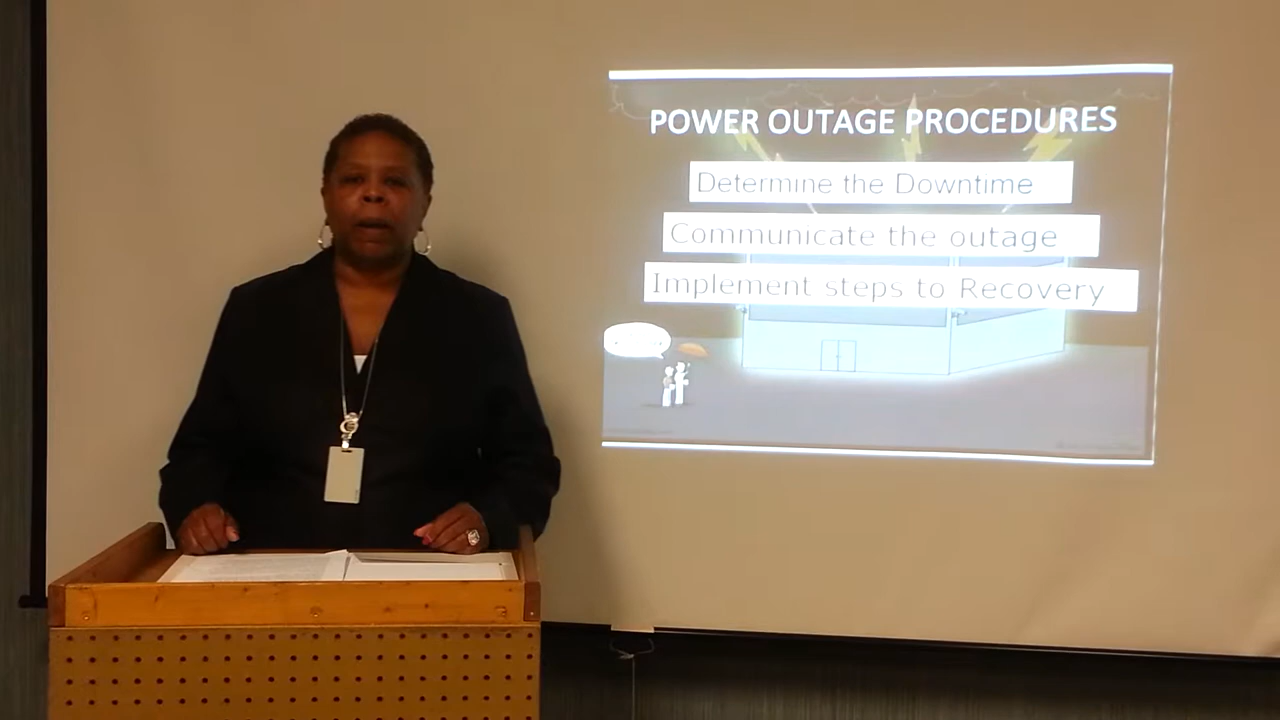 POWER OUTAGE PROCEDURES
Determine the Downtime
Communicate the outage
Implement steps to Recovery